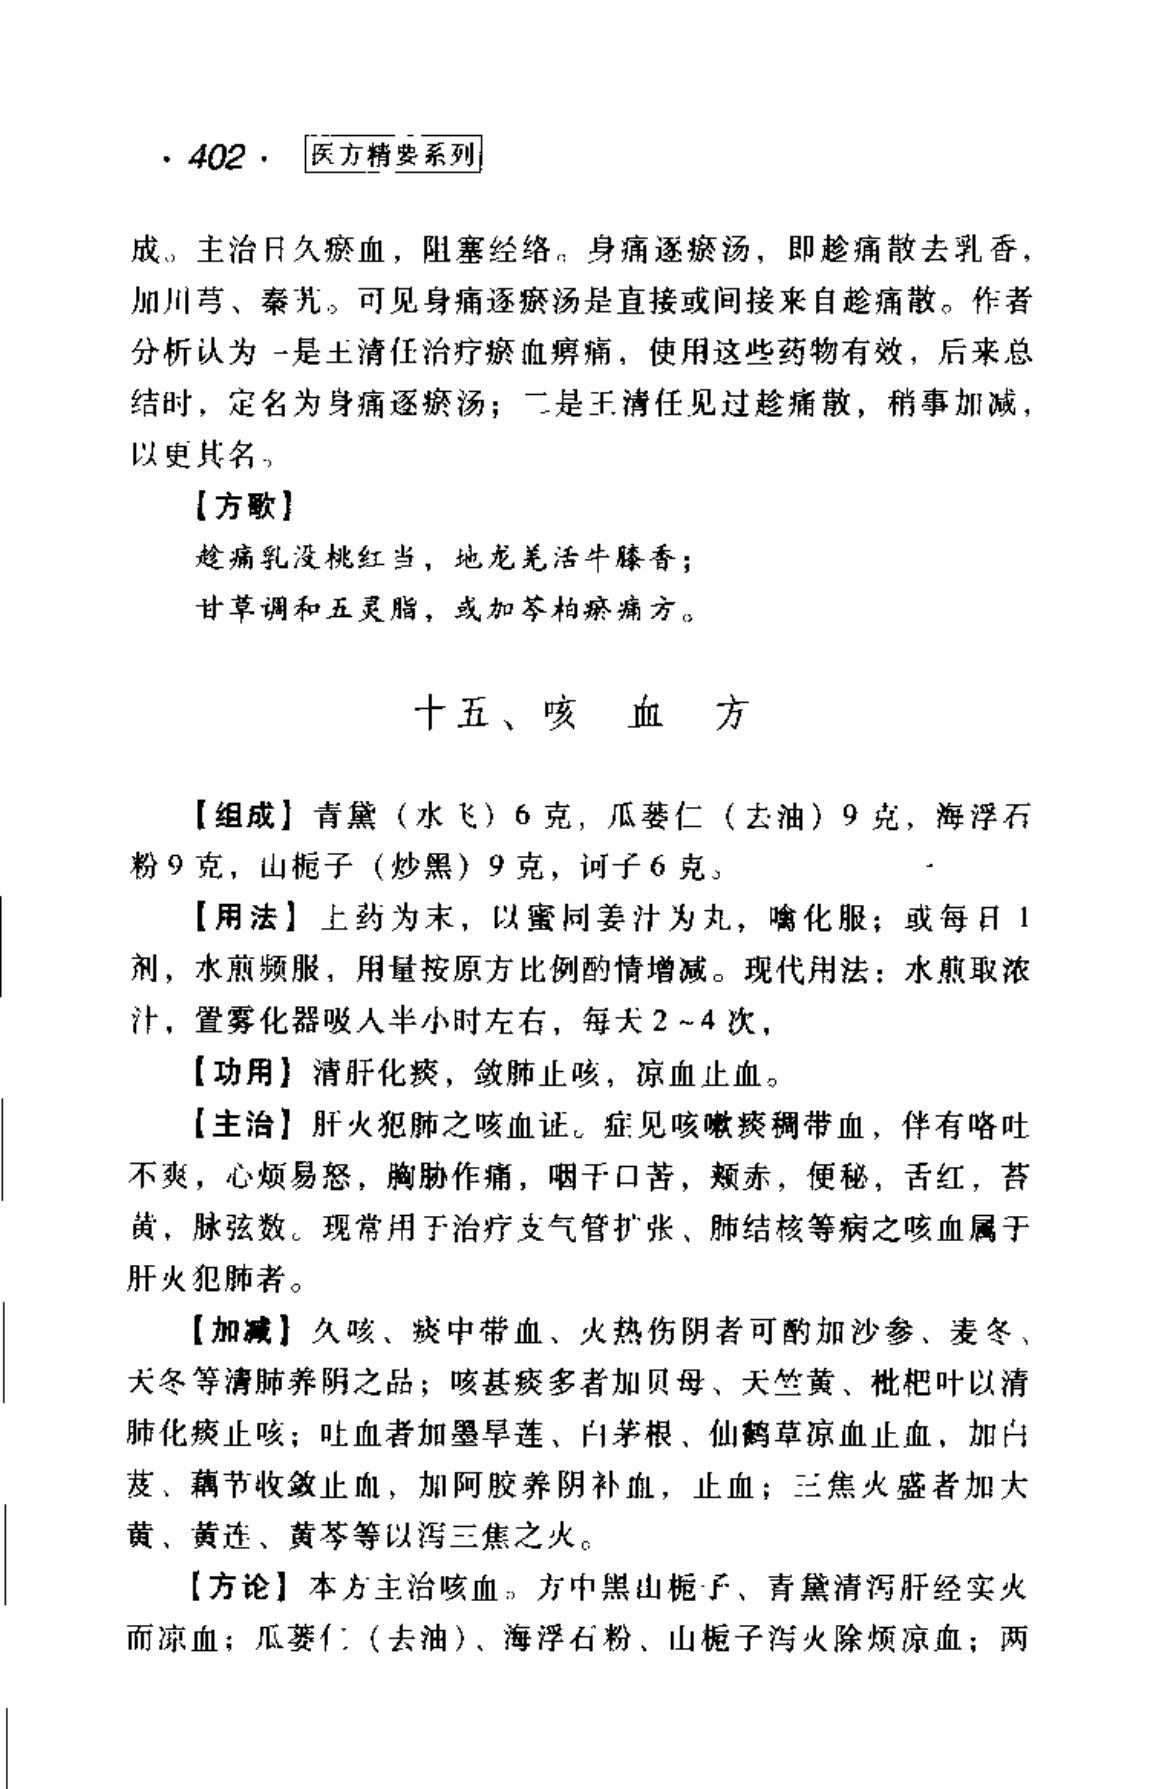 · 402 · 医方精要系列
成。主治日久瘀血，阻塞经络。身痛逐瘀汤，即趁痛散去乳香，
加川芎、秦艽。可见身痛逐瘀汤是直接或间接来自趁痛散。作者
分析认为一是王清任治疗瘀血痹痛，使用这些药物有效，后来总
结时，定名为身痛逐瘀汤；二是王清任见过趁痛散，稍事加减，
以更其名。
【方歌】
趁痛乳没桃红当，地龙羌活牛膝香；
甘草调和五灵脂，或加芩柏瘀痛方。
十五、咳 血 方
【组成】青黛（水飞）6 克，瓜蒌仁（去油）9 克，海浮石
粉 9 克，山栀子（炒黑）9 克，诃子 6 克。
【用法】上药为末，以蜜同姜汁为丸，噙化服；或每日 1
剂，水煎频服，用量按原方比例酌情增减。现代用法：水煎取浓
汁，置雾化器吸入半小时左右，每天 2～4 次，
【功用】清肝化痰，敛肺止咳，凉血止血。
【主治】肝火犯肺之咳血证。症见咳嗽痰稠带血，伴有咯吐
不爽，心烦易怒，胸胁作痛，咽干口苦，颊赤，便秘，舌红，苔
黄，脉弦数。现常用于治疗支气管扩张、肺结核等病之咳血属于
肝火犯肺者。
【加减】久咳、痰中带血、火热伤阴者可酌加沙参、麦冬、
天冬等清肺养阴之品；咳甚痰多者加贝母、天竺黄、枇杷叶以清
肺化痰止咳；吐血者加墨旱莲、白茅根、仙鹤草凉血止血，加白
芨、藕节收敛止血，加阿胶养阴补血，止血；三焦火盛者加大
黄、黄连、黄芩等以泻三焦之火。
【方论】本方主治咳血。方中黑山栀子、青黛清泻肝经实火
而凉血；瓜蒌仁（去油）、海浮石粉、山栀子泻火除烦凉血；两